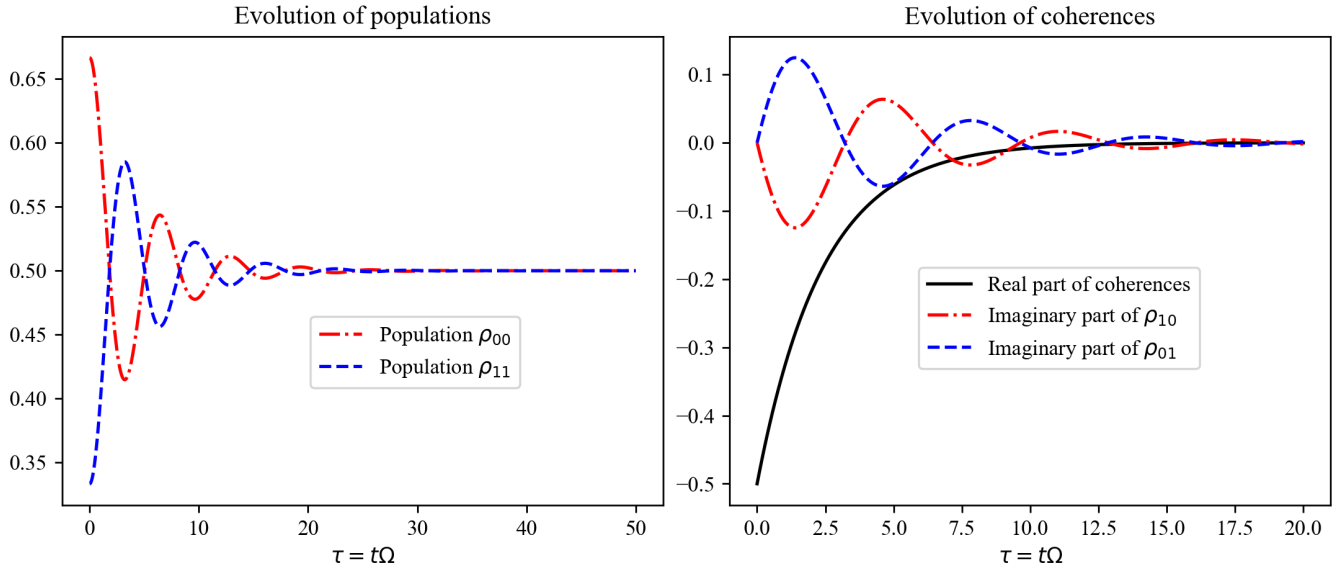 Evolution of populations
0.65
0.60
0.55
0.50
0.45
0.40
0.35
Population ρ₀₀
Population ρ₁₁
0 10 20 30 40 50
τ = tΩ
Evolution of coherences
0.1
0.0
−0.1
−0.2
−0.3
−0.4
−0.5
Real part of coherences
Imaginary part of ρ₁₀
Imaginary part of ρ₀₁
0.0 2.5 5.0 7.5 10.0 12.5 15.0 17.5 20.0
τ = tΩ